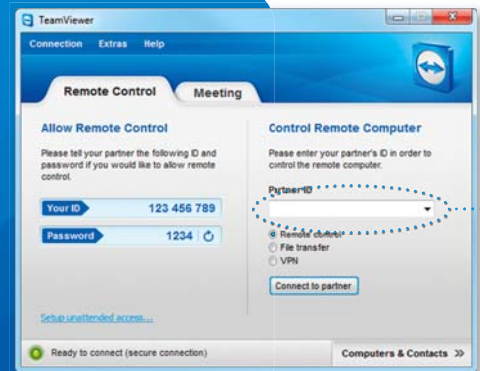 TeamViewer
Connection Extras Help
Remote Control
Meeting
Allow Remote Control
Please tell your partner the following ID and
password if you would like to allow remote
control.
Your ID 123 456 789
Password 1234
Setup unattended access...
Control Remote Computer
Please enter your partner's ID in order to
control the remote computer.
Partner ID
Remote control
File transfer
VPN
Connect to partner
Ready to connect (secure connection)
Computers & Contacts